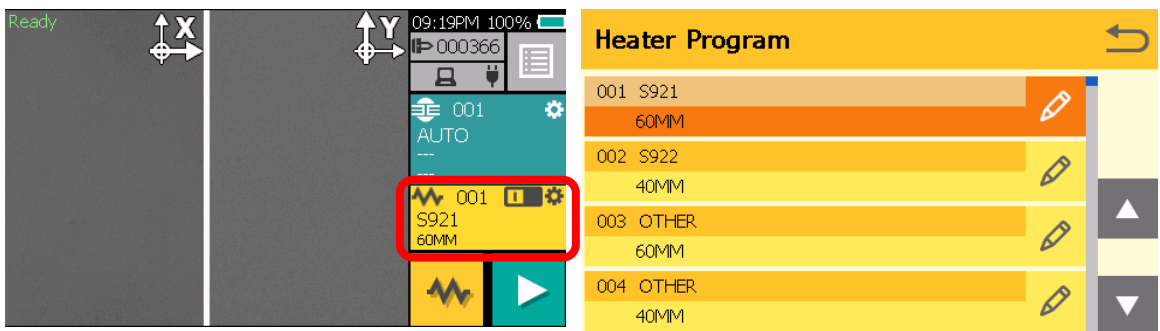 Ready
X
Y
09:19PM 100%
000366
001
AUTO
---
---
001
S921
60MM
Heater Program
001 S921
60MM
002 S922
40MM
003 OTHER
60MM
004 OTHER
40MM